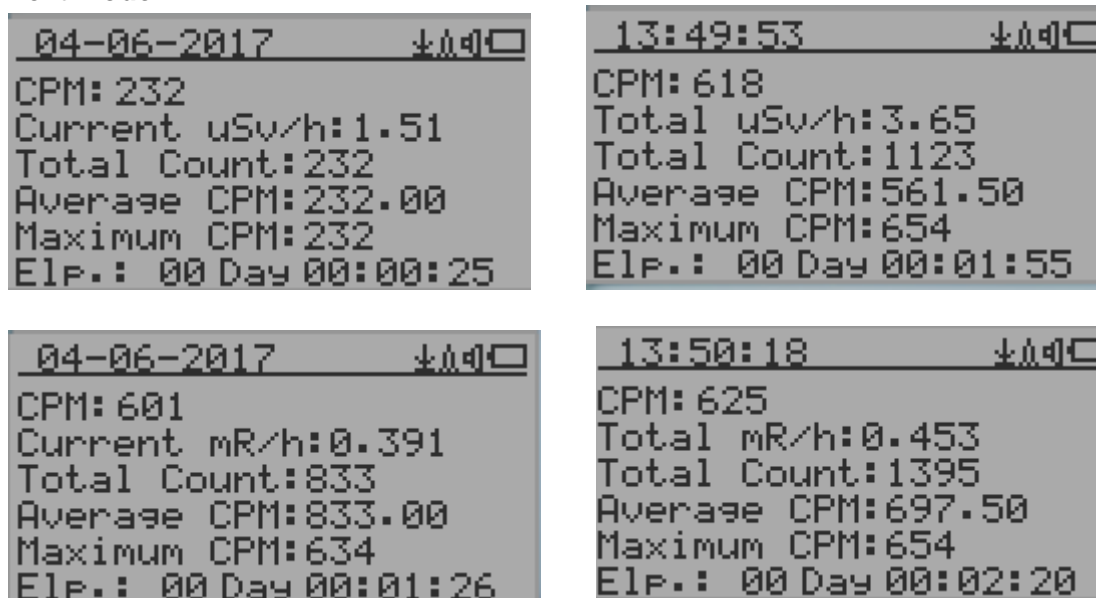 04-06-2017
CPM:232
Current uSv/h:1.51
Total Count:232
Average CPM:232.00
Maximum CPM:232
Elp.: 00 Day 00:00:25
13:49:53
CPM:618
Total uSv/h:3.65
Total Count:1123
Average CPM:561.50
Maximum CPM:654
Elp.: 00 Day 00:01:55
04-06-2017
CPM:601
Current mR/h:0.391
Total Count:833
Average CPM:833.00
Maximum CPM:634
Elp.: 00 Day 00:01:26
13:50:18
CPM:625
Total mR/h:0.453
Total Count:1395
Average CPM:697.50
Maximum CPM:654
Elp.: 00 Day 00:02:20